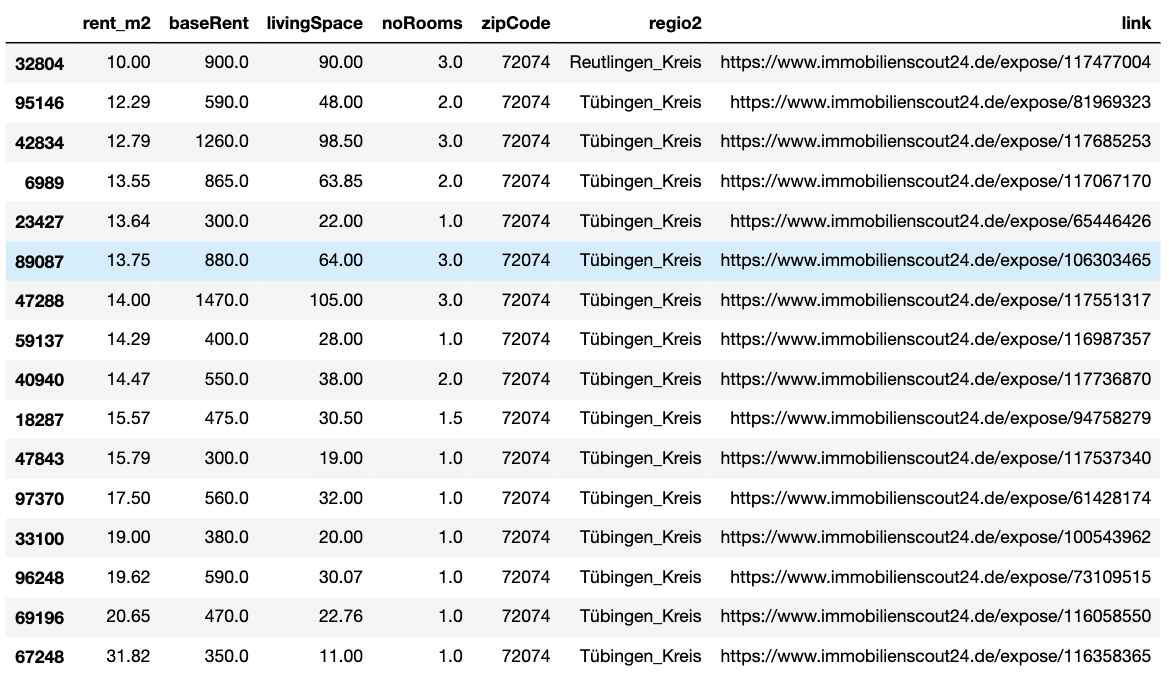 rent_m2 baseRent livingSpace noRooms zipCode regio2 link
32804 10.00 900.0 90.00 3.0 72074 Reutlingen_Kreis https://www.immobilienscout24.de/expose/117477004
95146 12.29 590.0 48.00 2.0 72074 Tübingen_Kreis https://www.immobilienscout24.de/expose/81969323
42834 12.79 1260.0 98.50 3.0 72074 Tübingen_Kreis https://www.immobilienscout24.de/expose/117685253
6989 13.55 865.0 63.85 2.0 72074 Tübingen_Kreis https://www.immobilienscout24.de/expose/117067170
23427 13.64 300.0 22.00 1.0 72074 Tübingen_Kreis https://www.immobilienscout24.de/expose/65446426
89087 13.75 880.0 64.00 3.0 72074 Tübingen_Kreis https://www.immobilienscout24.de/expose/106303465
47288 14.00 1470.0 105.00 3.0 72074 Tübingen_Kreis https://www.immobilienscout24.de/expose/117551317
59137 14.29 400.0 28.00 1.0 72074 Tübingen_Kreis https://www.immobilienscout24.de/expose/116987357
40940 14.47 550.0 38.00 2.0 72074 Tübingen_Kreis https://www.immobilienscout24.de/expose/117736870
18287 15.57 475.0 30.50 1.5 72074 Tübingen_Kreis https://www.immobilienscout24.de/expose/94758279
47843 15.79 300.0 19.00 1.0 72074 Tübingen_Kreis https://www.immobilienscout24.de/expose/117537340
97370 17.50 560.0 32.00 1.0 72074 Tübingen_Kreis https://www.immobilienscout24.de/expose/61428174
33100 19.00 380.0 20.00 1.0 72074 Tübingen_Kreis https://www.immobilienscout24.de/expose/100543962
96248 19.62 590.0 30.07 1.0 72074 Tübingen_Kreis https://www.immobilienscout24.de/expose/73109515
69196 20.65 470.0 22.76 1.0 72074 Tübingen_Kreis https://www.immobilienscout24.de/expose/116058550
67248 31.82 350.0 11.00 1.0 72074 Tübingen_Kreis https://www.immobilienscout24.de/expose/116358365